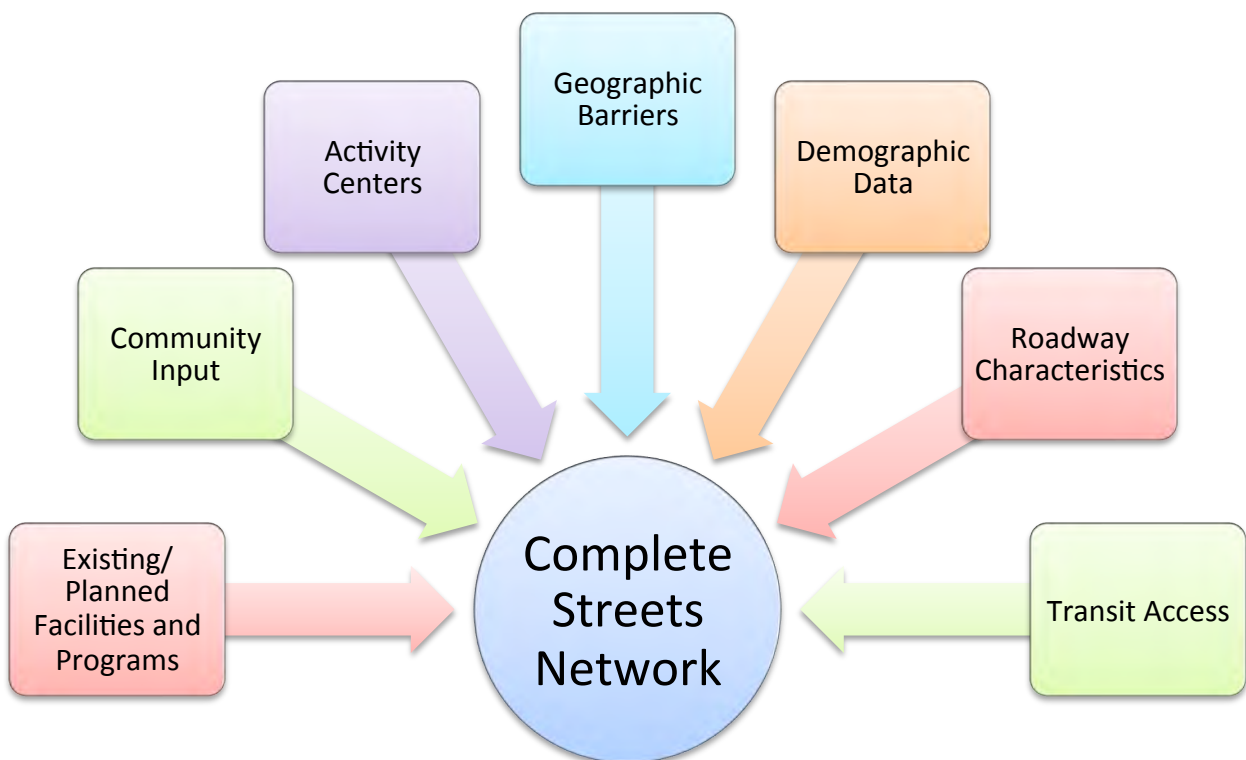 Geographic
Barriers
Activity
Centers
Demographic
Data
Community
Input
Roadway
Characteristics
Existing/
Planned
Facilities and
Programs
Complete
Streets
Network
Transit Access